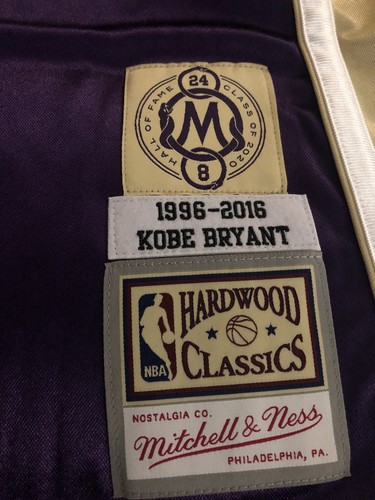 24
HALL OF FAME CLASS OF 2020
M
8
1996-2016
KOBE BRYANT
HARDWOOD
CLASSICS
NBA
NOSTALGIA CO.
Mitchell & Ness
PHILADELPHIA, PA.